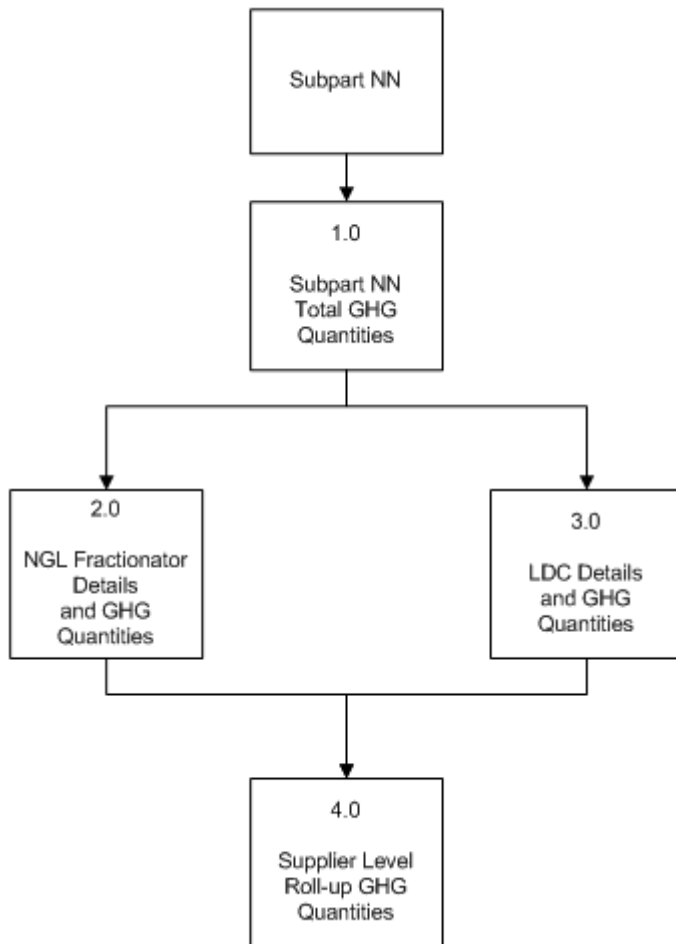 Subpart NN
1.0
Subpart NN
Total GHG
Quantities
2.0
NGL Fractionator
Details
and GHG
Quantities
3.0
LDC Details
and GHG
Quantities
4.0
Supplier Level
Roll-up GHG
Quantities